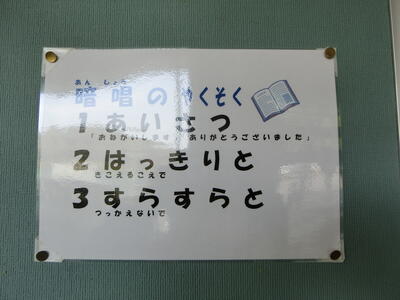 あん しょう
暗唱のやくそく
1 あいさつ
「おねがいします」「ありがとうございました」
2 はっきりと
きこえるこえで
3 すらすらと
つっかえないで